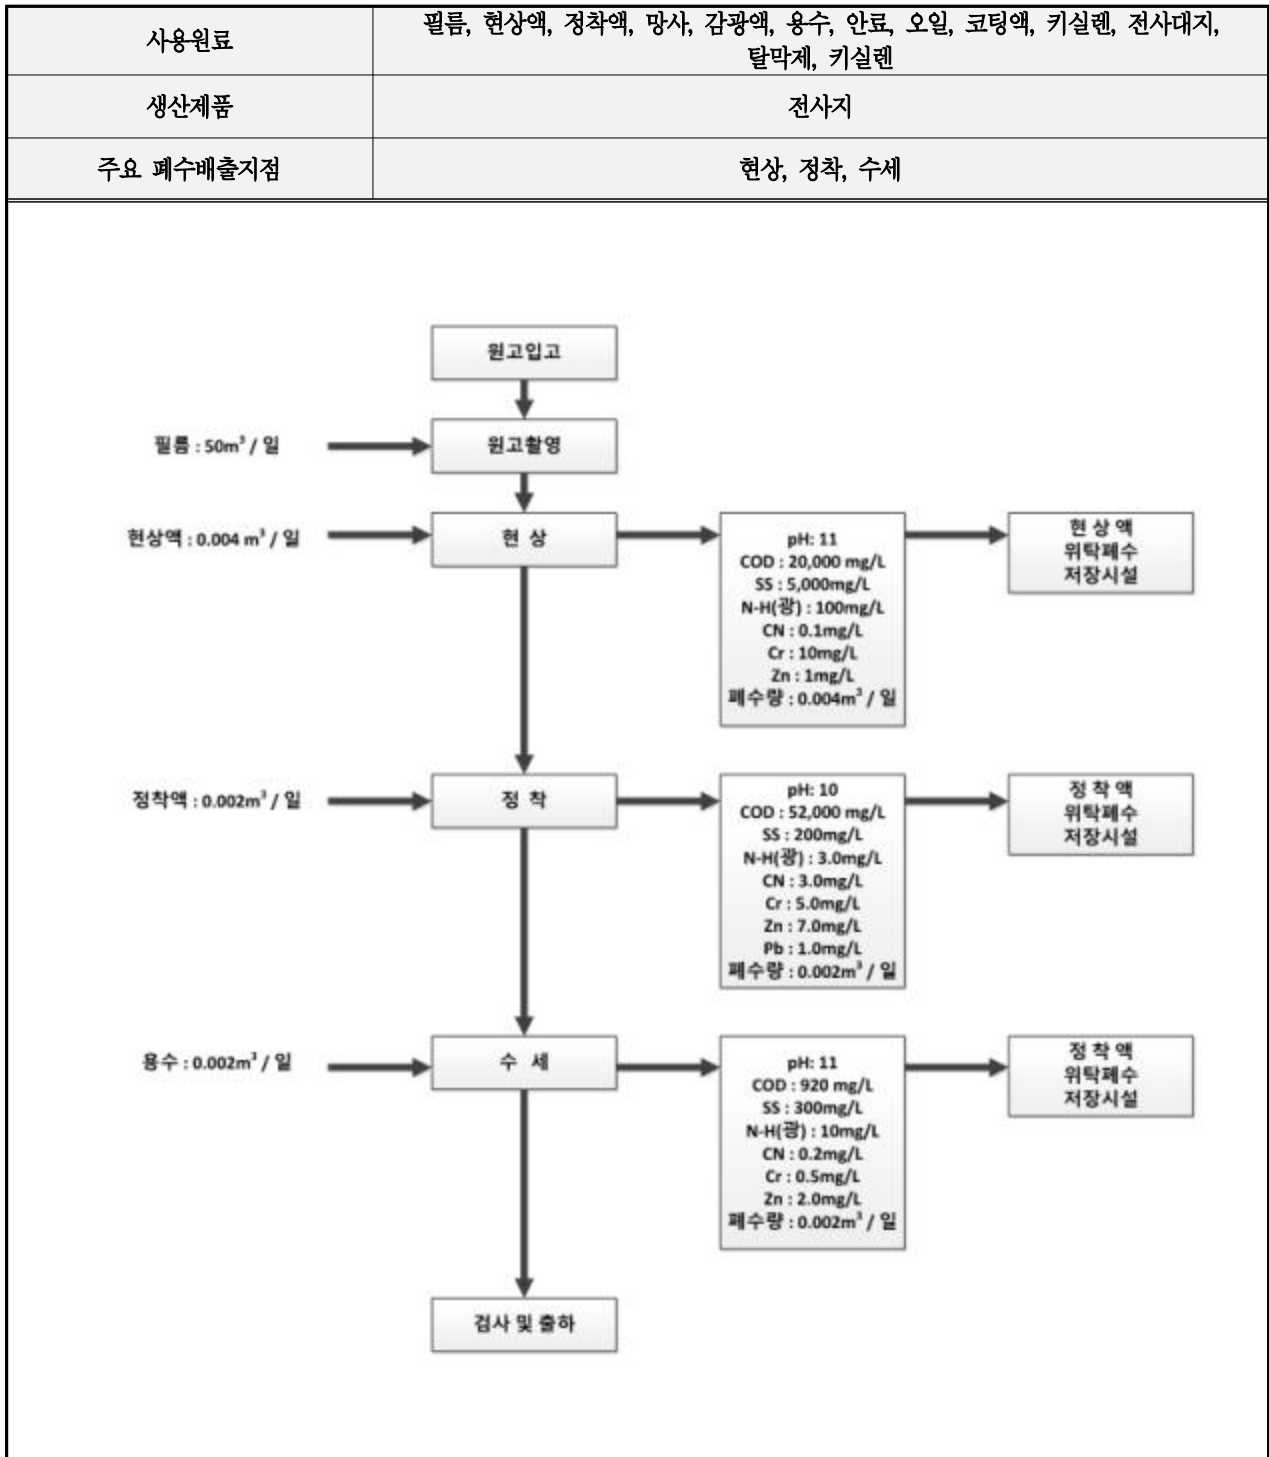 사용원료
필름, 현상액, 정착액, 망사, 감광액, 용수, 안료, 오일, 코팅액, 키실렌, 전사대지,
탈막제, 키실렌
생산제품
전사지
주요 폐수배출지점
현상, 정착, 수세
원고입고
필름 : 50m³ / 일
원고촬영
현상액 : 0.004 m³ / 일
현 상
pH: 11
COD : 20,000 mg/L
SS : 5,000mg/L
N-H(광) : 100mg/L
CN : 0.1mg/L
Cr : 10mg/L
Zn : 1mg/L
폐수량 : 0.004m³ / 일
현 상 액
위탁폐수
저장시설
정착액 : 0.002m³ / 일
정 착
pH: 10
COD : 52,000 mg/L
SS : 200mg/L
N-H(광) : 3.0mg/L
CN : 3.0mg/L
Cr : 5.0mg/L
Zn : 7.0mg/L
Pb : 1.0mg/L
폐수량 : 0.002m³ / 일
정 착 액
위탁폐수
저장시설
용수 : 0.002m³ / 일
수 세
pH: 11
COD : 920 mg/L
SS : 300mg/L
N-H(광) : 10mg/L
CN : 0.2mg/L
Cr : 0.5mg/L
Zn : 2.0mg/L
폐수량 : 0.002m³ / 일
정 착 액
위탁폐수
저장시설
검사 및 출하